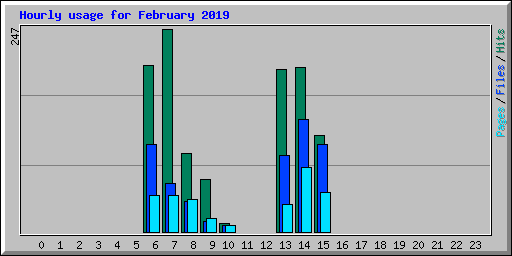 Hourly usage for February 2019
247
Pages/Files/Hits
0 1 2 3 4 5 6 7 8 9 10 11 12 13 14 15 16 17 18 19 20 21 22 23